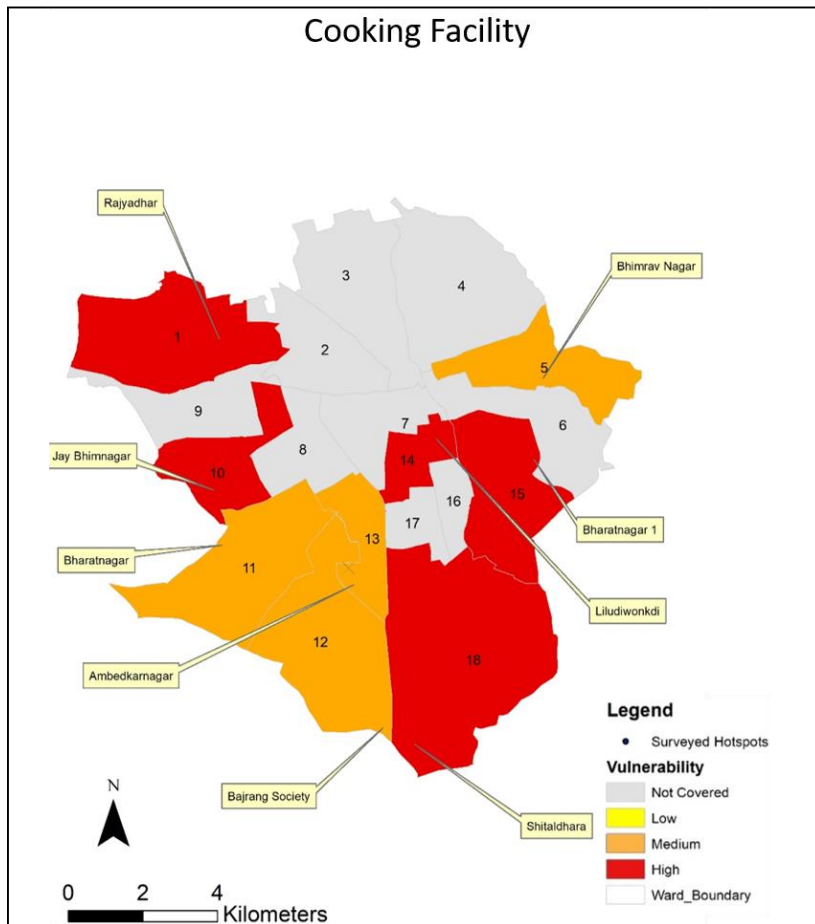 Cooking Facility
Rajyadhar
Bhimrav Nagar
3
4
1
2
5
9
6
7
8
Jay Bhimnagar
10
14
15
16
17
Bharatnagar 1
13
Bharatnagar
11
Liludiwonkdi
12
18
Ambedkarnagar
Bajrang Society
Shitaldhara
Legend
Surveyed Hotspots
Vulnerability
Not Covered
Low
Medium
High
Ward_Boundary
N
0 2 4
Kilometers